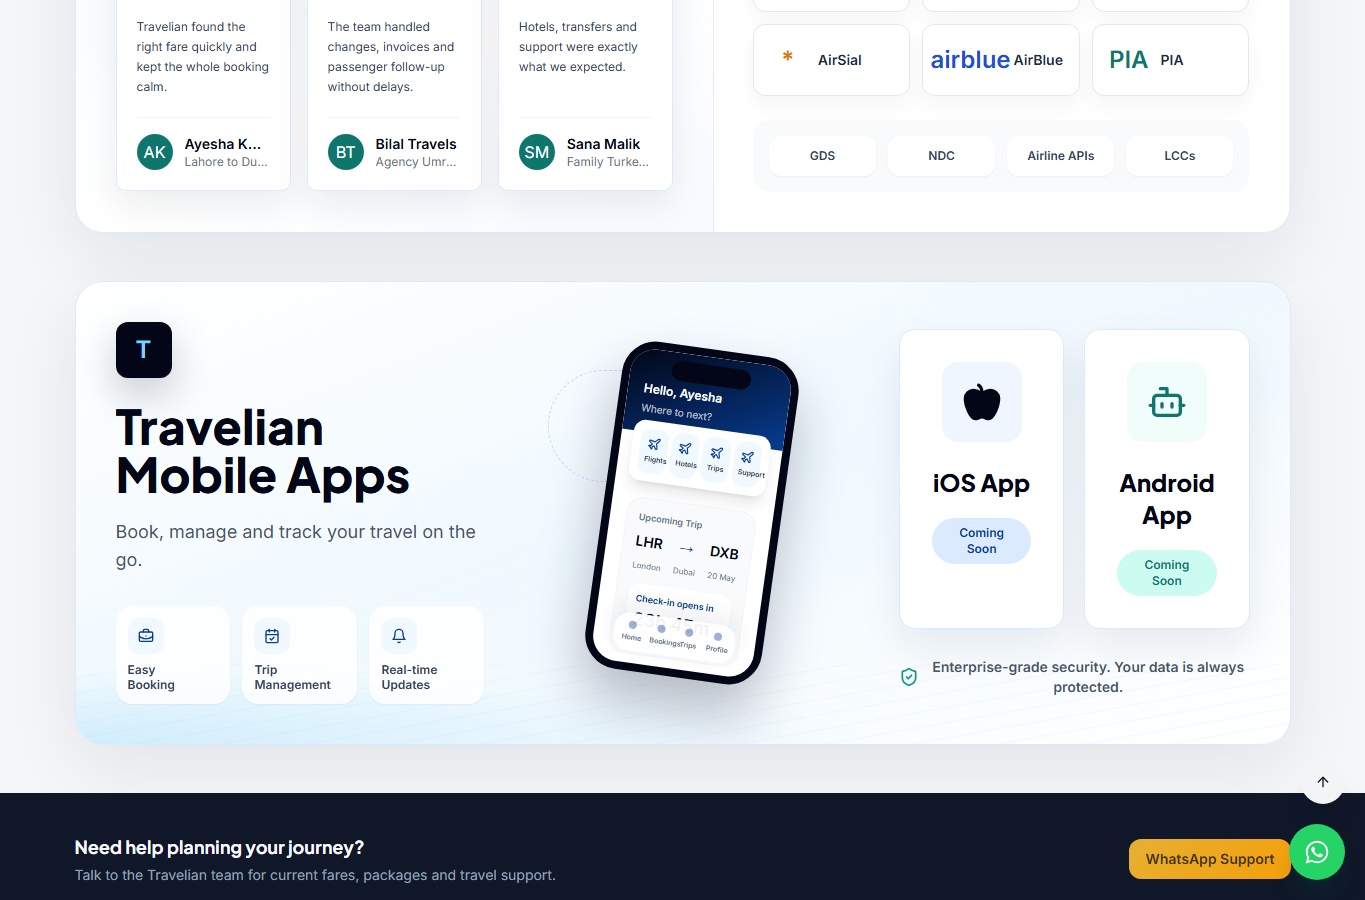 Travelian found the
right fare quickly and
kept the whole booking
calm.
AK
Ayesha K...
Lahore to Du...
The team handled
changes, invoices and
passenger follow-up
without delays.
BT
Bilal Travels
Agency Umr...
Hotels, transfers and
support were exactly
what we expected.
SM
Sana Malik
Family Turke...
* AirSial
airblue AirBlue
PIA PIA
GDS
NDC
Airline APIs
LCCs
T
Travelian
Mobile Apps
Book, manage and track your travel on the
go.
Easy
Booking
Trip
Management
Real-time
Updates
Hello, Ayesha
Where to next?
Flights
Hotels
Trips
Support
Upcoming Trip
LHR → DXB
London Dubai 20 May
Check-in opens in
Home
Bookings
Trips
Profile
iOS App
Coming
Soon
Android
App
Coming
Soon
Enterprise-grade security. Your data is always
protected.
Need help planning your journey?
Talk to the Travelian team for current fares, packages and travel support.
WhatsApp Support